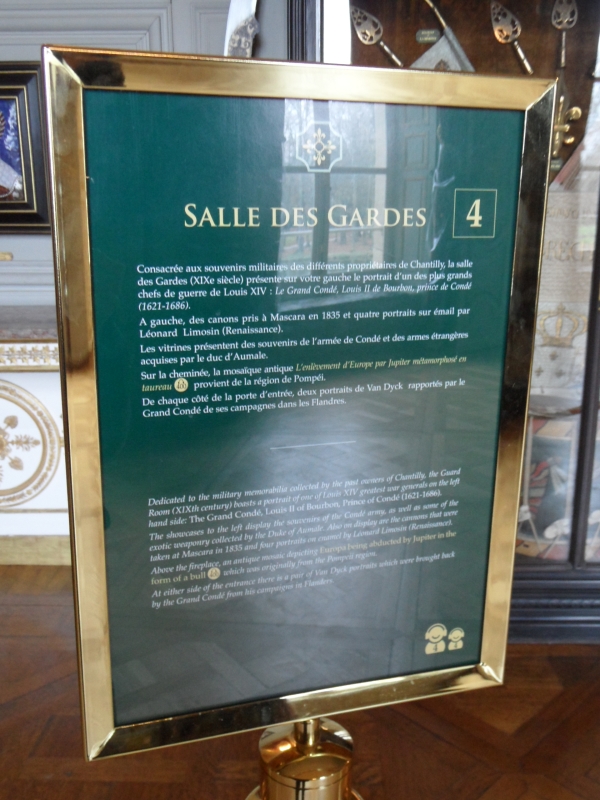 SALLE DES GARDES
4
Consacrée aux souvenirs militaires des différents propriétaires de Chantilly, la salle
des Gardes (XIXe siècle) présente sur votre gauche le portrait d'un des plus grands
chefs de guerre de Louis XIV : Le Grand Condé, Louis II de Bourbon, prince de Condé
(1621-1686).
A gauche, des canons pris à Mascara en 1835 et quatre portraits sur émail par
Léonard Limosin (Renaissance).
Les vitrines présentent des souvenirs de l'armée de Condé et des armes étrangères
acquises par le duc d'Aumale.
Sur la cheminée, la mosaïque antique L'enlèvement d'Europe par Jupiter métamorphosé en
taureau provient de la région de Pompéi.
De chaque côté de la porte d'entrée, deux portraits de Van Dyck rapportés par le
Grand Condé de ses campagnes dans les Flandres.
Dedicated to the military memorabilia collected by the past owners of Chantilly, the Guard
Room (XIXth century) boasts a portrait of one of Louis XIV greatest war generals on the left
hand side: The Grand Condé, Louis II of Bourbon, Prince of Condé (1621-1686).
The showcases to the left display the souvenirs of the Condé army, as well as some of the
exotic weaponry collected by the Duke of Aumale. Also on display are the cannons that were
taken at Mascara in 1835 and four portraits on enamel by Léonard Limosin (Renaissance).
Above the fireplace, an antique mosaic depicting Europa being abducted by Jupiter in the
form of a bull which was originally from the Pompeii region.
At either side of the entrance there is a pair of Van Dyck portraits which were brought back
by the Grand Condé from his campaigns in Flanders.